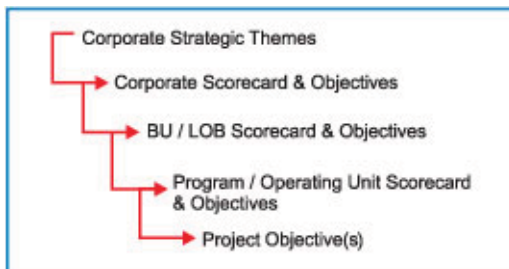 Corporate Strategic Themes
Corporate Scorecard & Objectives
BU / LOB Scorecard & Objectives
Program / Operating Unit Scorecard
& Objectives
Project Objective(s)